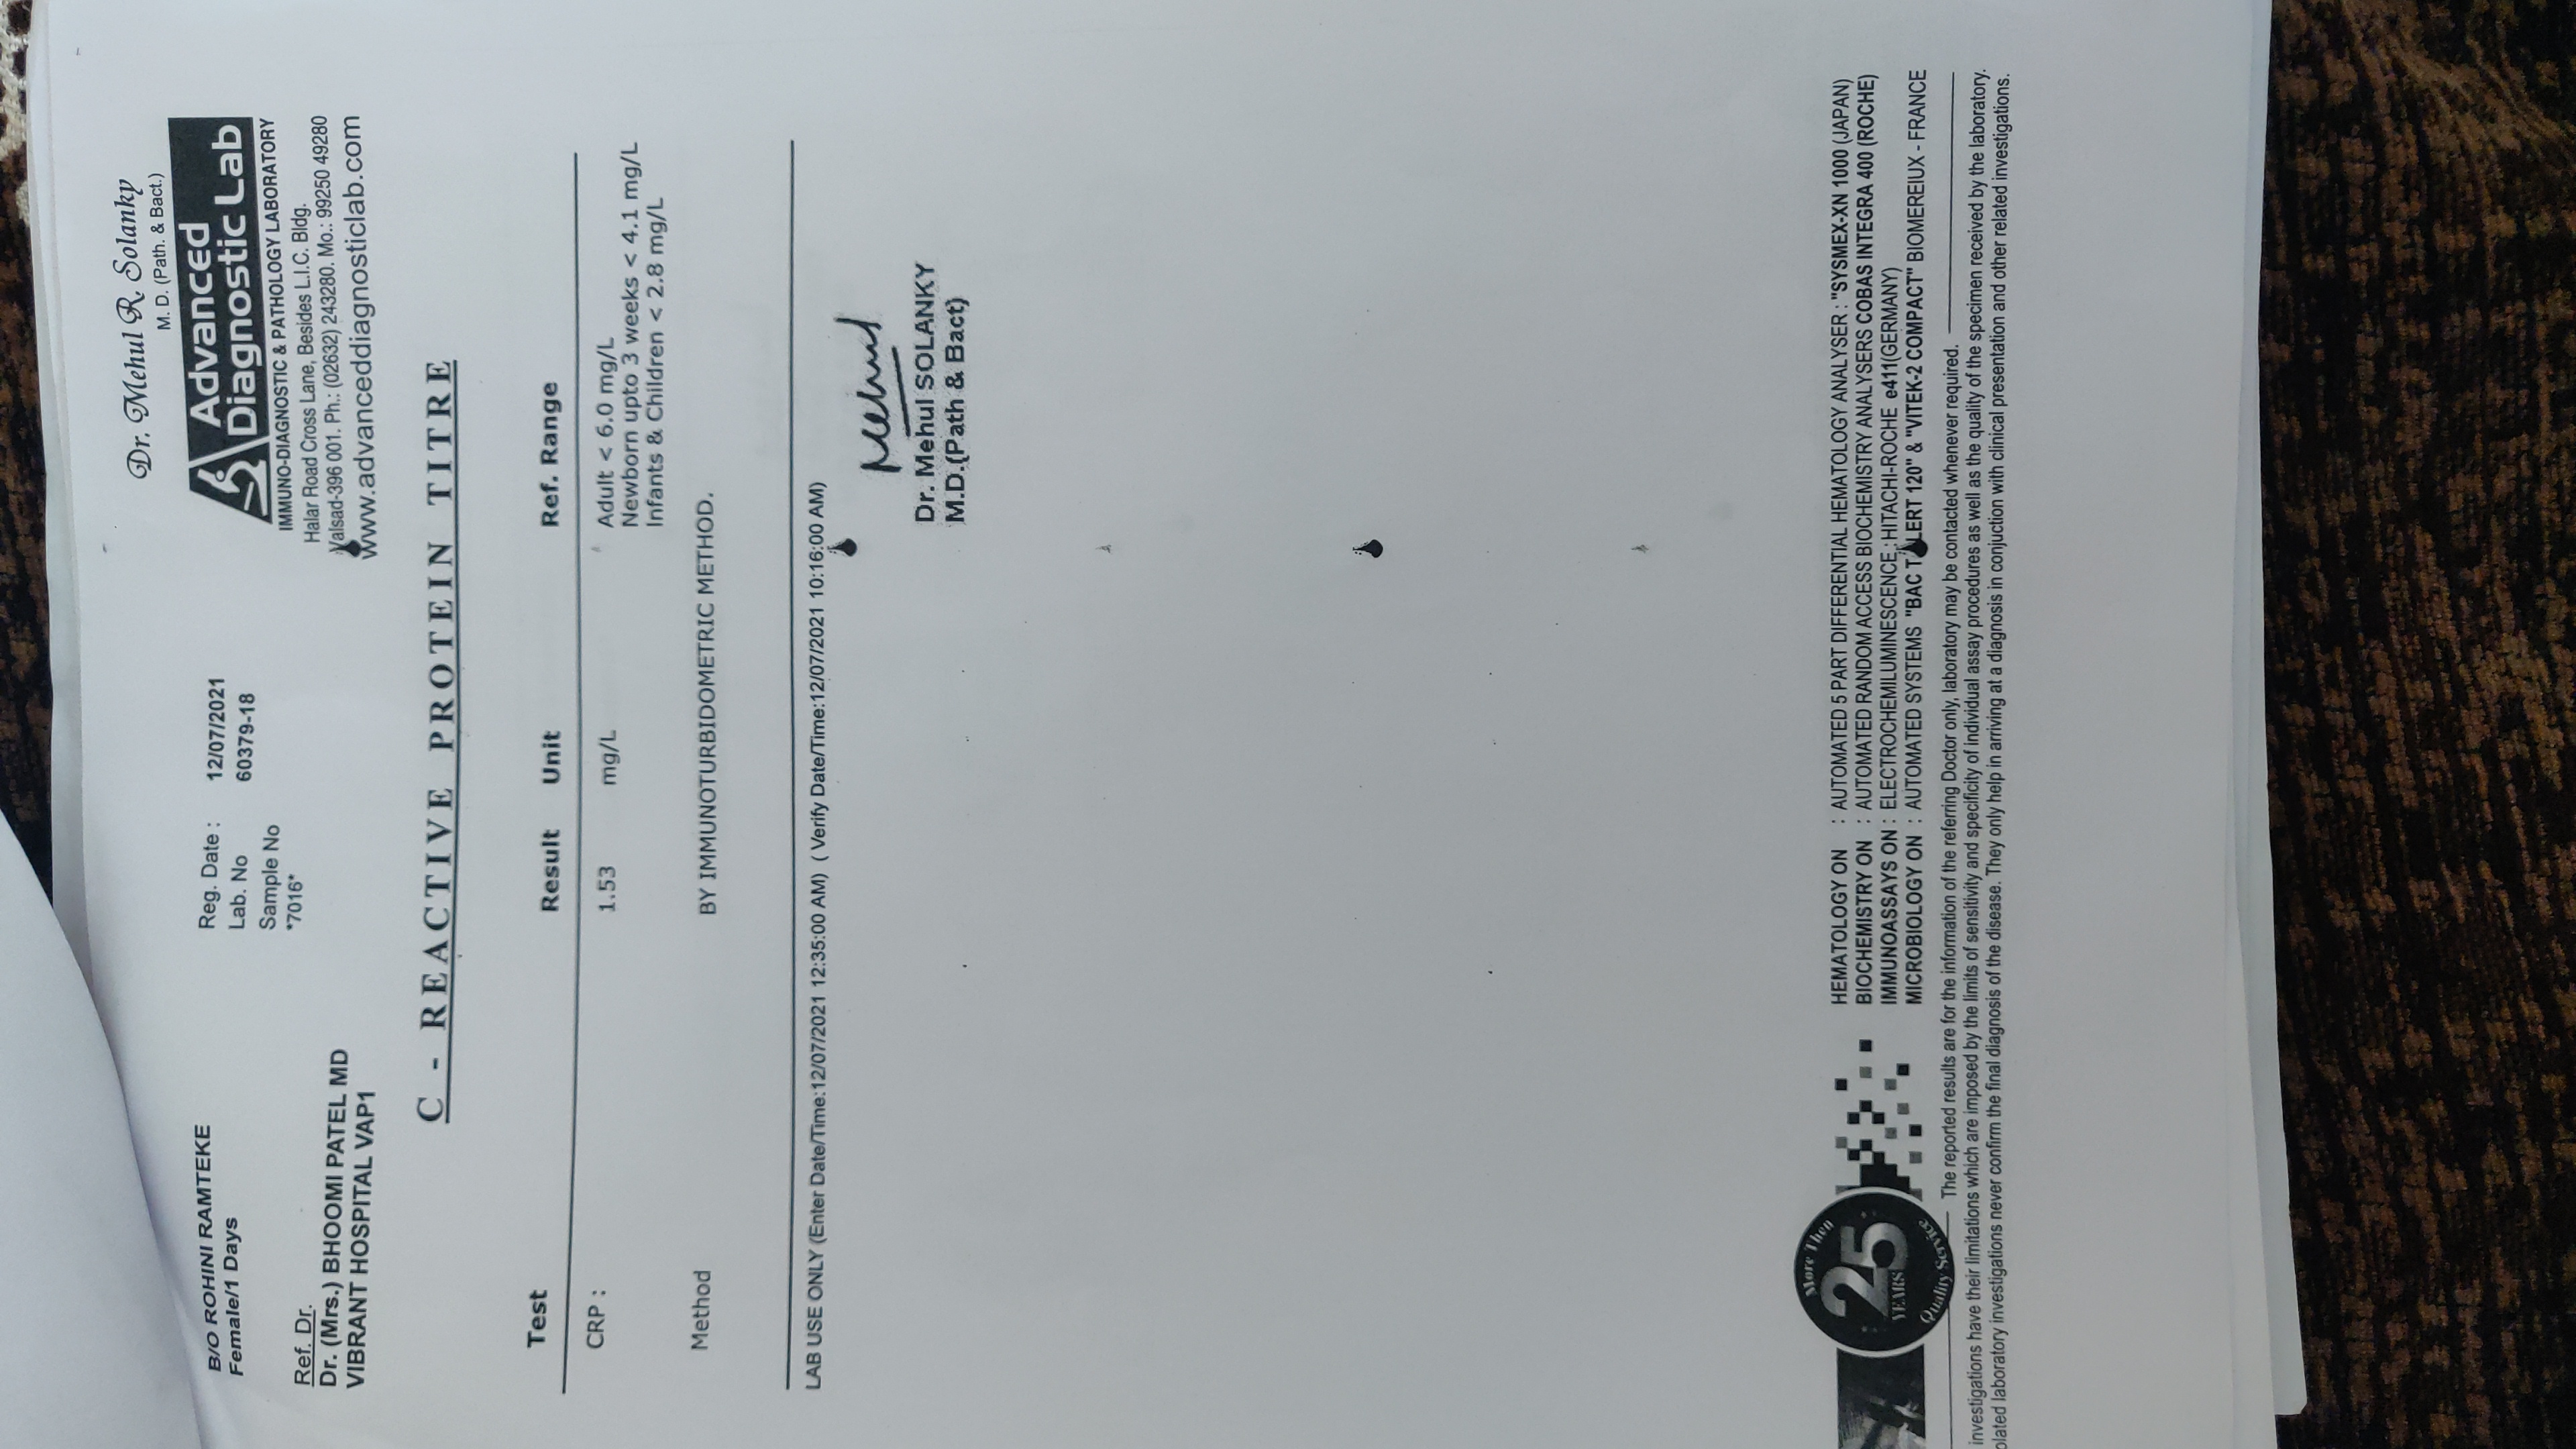 Dr. Mehul R. Solanky
M. D. (Path. & Bact.)
Advanced
Diagnostic Lab
IMMUNO-DIAGNOSTIC & PATHOLOGY LABORATORY
Halar Road Cross Lane, Besides L.I.C. Bldg.
Valsad-396 001. Ph.: (02632) 243280. Mo.: 99250 49280
www.advanceddiagnosticlab.com
B/O ROHINI RAMTEKE
Female/1 Days
Reg. Date : 12/07/2021
Lab. No 60379-18
Sample No
*7016*
Ref. Dr.
Dr. (Mrs.) BHOOMI PATEL MD
VIBRANT HOSPITAL VAP1
C - REACTIVE PROTEIN TITRE
Test Result Unit Ref. Range
CRP : 1.53 mg/L Adult < 6.0 mg/L
Newborn upto 3 weeks < 4.1 mg/L
Infants & Children < 2.8 mg/L
Method BY IMMUNOTURBIDOMETRIC METHOD.
LAB USE ONLY (Enter Date/Time:12/07/2021 12:35:00 AM) ( Verify Date/Time:12/07/2021 10:16:00 AM)
Mehul
Dr. Mehul SOLANKY
M.D.(Path & Bact)
More Then
25
YEARS
Quality Service
HEMATOLOGY ON : AUTOMATED 5 PART DIFFERENTIAL HEMATOLOGY ANALYSER : "SYSMEX-XN 1000 (JAPAN)
BIOCHEMISTRY ON : AUTOMATED RANDOM ACCESS BIOCHEMISTRY ANALYSERS COBAS INTEGRA 400 (ROCHE)
IMMUNOASSAYS ON : ELECTROCHEMILUMINESCENCE : HITACHI-ROCHE e411(GERMANY)
MICROBIOLOGY ON : AUTOMATED SYSTEMS "BAC T ALERT 120" & "VITEK-2 COMPACT" BIOMEREIUX - FRANCE
The reported results are for the information of the referring Doctor only, laboratory may be contacted whenever required.
investigations have their limitations which are imposed by the limits of sensitivity and specificity of individual assay procedures as well as the quality of the specimen received by the laboratory.
olated laboratory investigations never confirm the final diagnosis of the disease. They only help in arriving at a diagnosis in conjuction with clinical presentation and other related investigations.